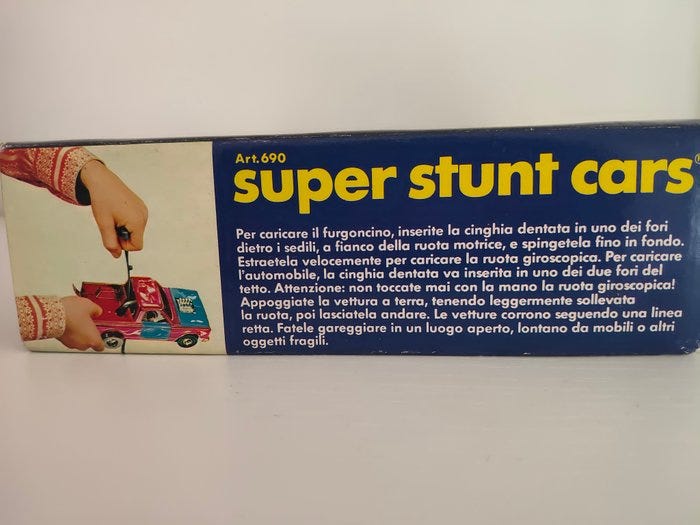 Art.690
super stunt cars
Per caricare il furgoncino, inserite la cinghia dentata in uno dei fori
dietro i sedili, a fianco della ruota motrice, e spingetela fino in fondo.
Estraetela velocemente per caricare la ruota giroscopica. Per caricare
l'automobile, la cinghia dentata va inserita in uno dei due fori del
tetto. Attenzione: non toccate mai con la mano la ruota giroscopica!
Appoggiate la vettura a terra, tenendo leggermente sollevata
la ruota, poi lasciatela andare. Le vetture corrono seguendo una linea
retta. Fatele gareggiare in un luogo aperto, lontano da mobili o altri
oggetti fragili.